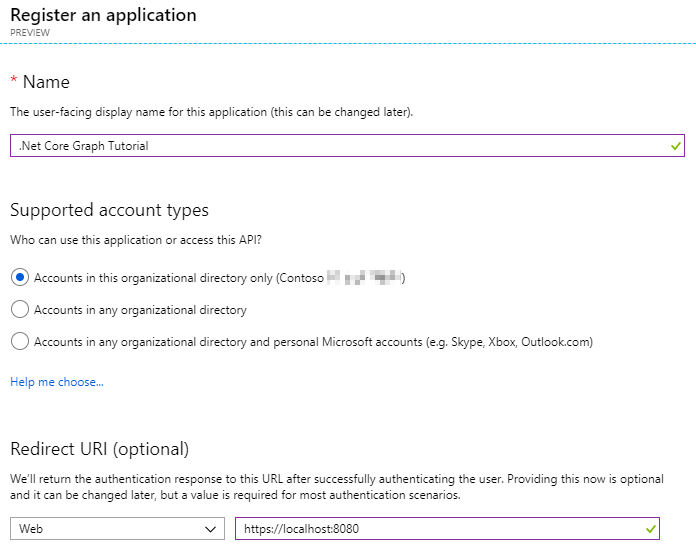 Register an application
PREVIEW
* Name
The user-facing display name for this application (this can be changed later).
.Net Core Graph Tutorial
Supported account types
Who can use this application or access this API?
Accounts in this organizational directory only (Contoso )
Accounts in any organizational directory
Accounts in any organizational directory and personal Microsoft accounts (e.g. Skype, Xbox, Outlook.com)
Help me choose...
Redirect URI (optional)
We'll return the authentication response to this URL after successfully authenticating the user. Providing this now is optional
and it can be changed later, but a value is required for most authentication scenarios.
Web
https://localhost:8080